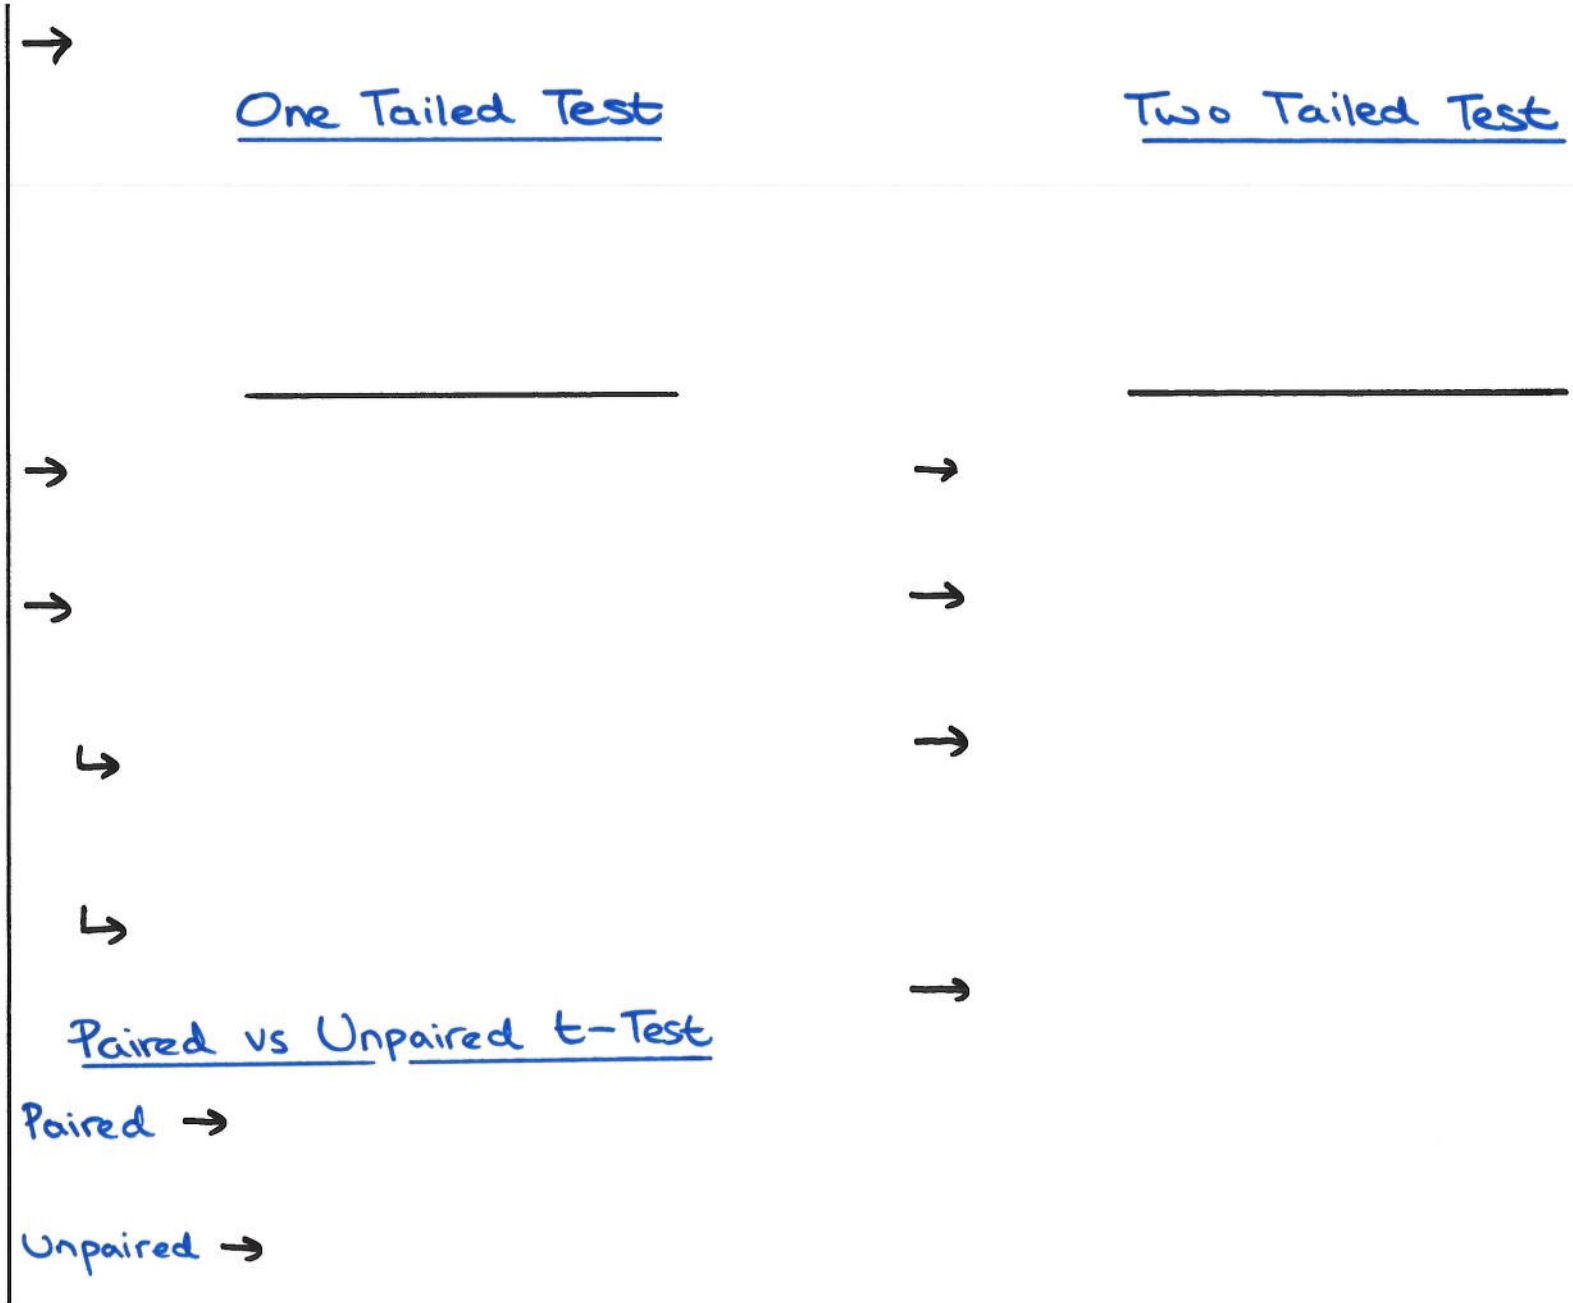 →
One Tailed Test
Two Tailed Test
→
→
→
→
↳
→
↳
→
Paired vs Unpaired t-Test
Paired →
Unpaired →